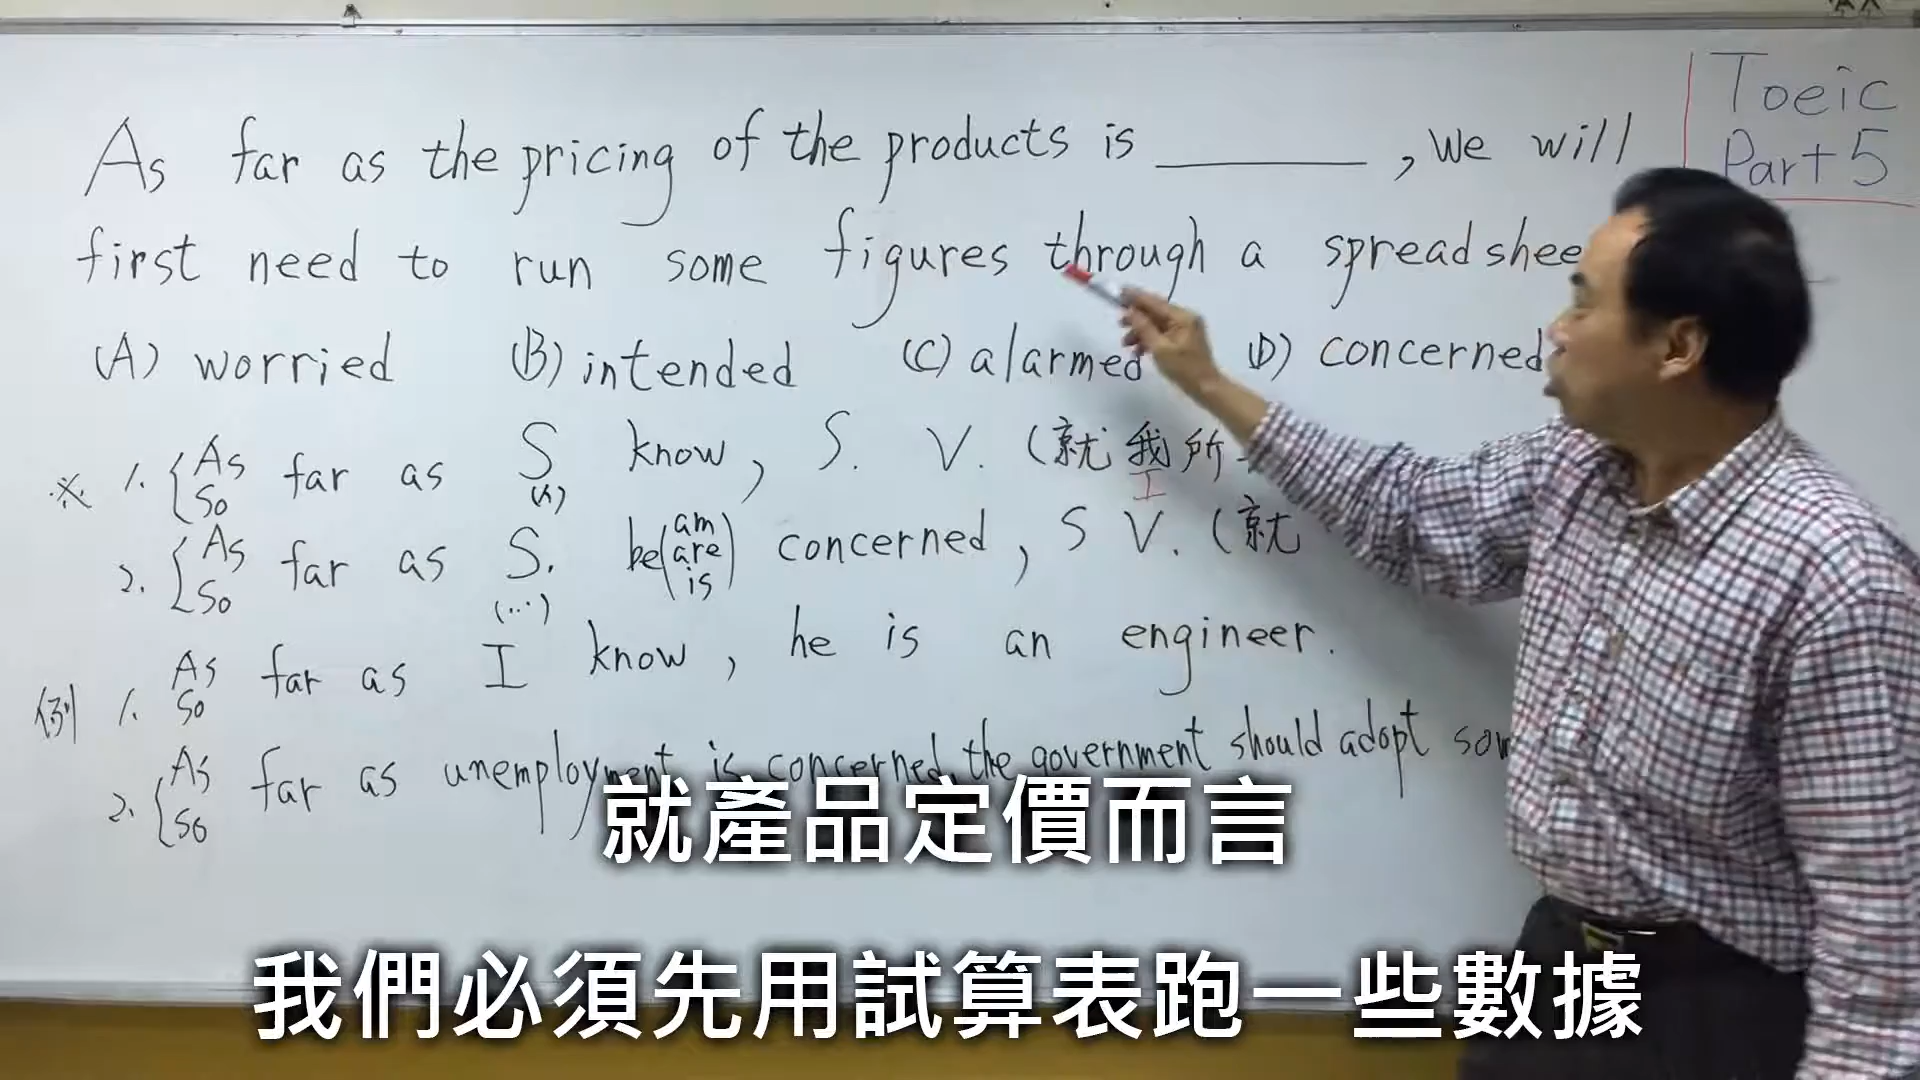 Toeic
Part 5
As far as the pricing of the products is ________, we will
first need to run some figures through a spreadshee
(A) worried (B) intended (C) alarmed (D) concerned
※ 1. { As So far as S (人) know, S. V. (就我所 I
2. { As So far as S. (...) be (am are is) concerned, S V. (就
例 1. As So far as I know, he is an engineer.
2. { As So far as unemployment is concerned, the government should adopt
就產品定價而言
我們必須先用試算表跑一些數據